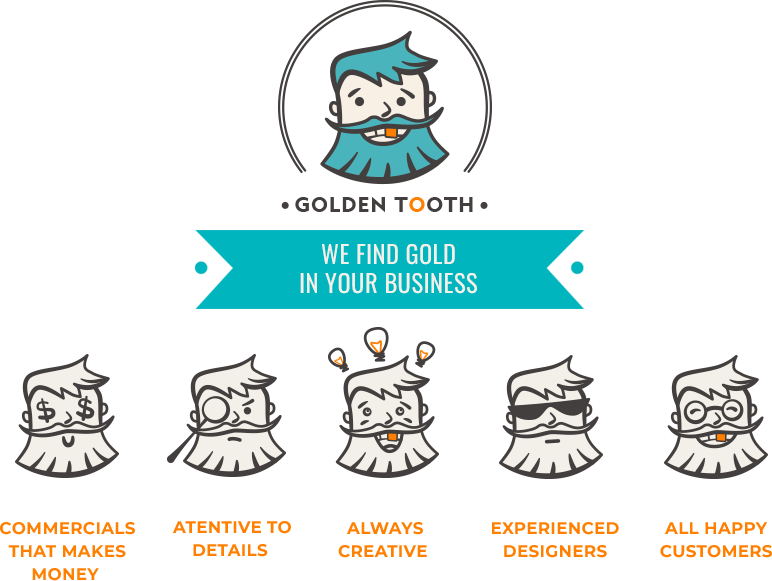 • GOLDEN TOOTH •
WE FIND GOLD
IN YOUR BUSINESS
$ $
COMMERCIALS
THAT MAKES
MONEY
ATENTIVE TO
DETAILS
ALWAYS
CREATIVE
EXPERIENCED
DESIGNERS
ALL HAPPY
CUSTOMERS